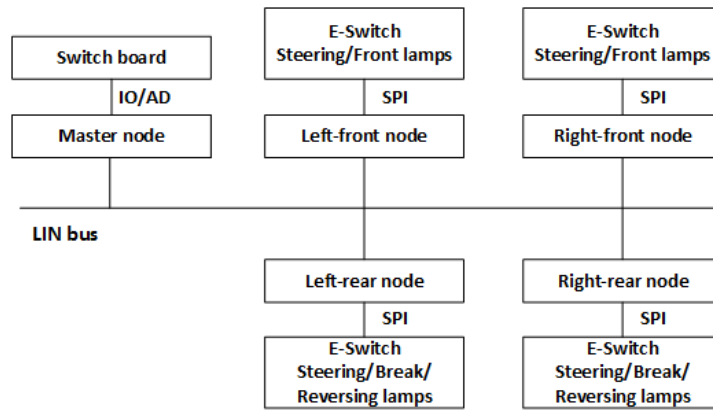 Switch board
E-Switch
Steering/Front lamps
E-Switch
Steering/Front lamps
IO/AD
SPI
SPI
Master node
Left-front node
Right-front node
LIN bus
Left-rear node
Right-rear node
SPI
SPI
E-Switch
Steering/Break/
Reversing lamps
E-Switch
Steering/Break/
Reversing lamps